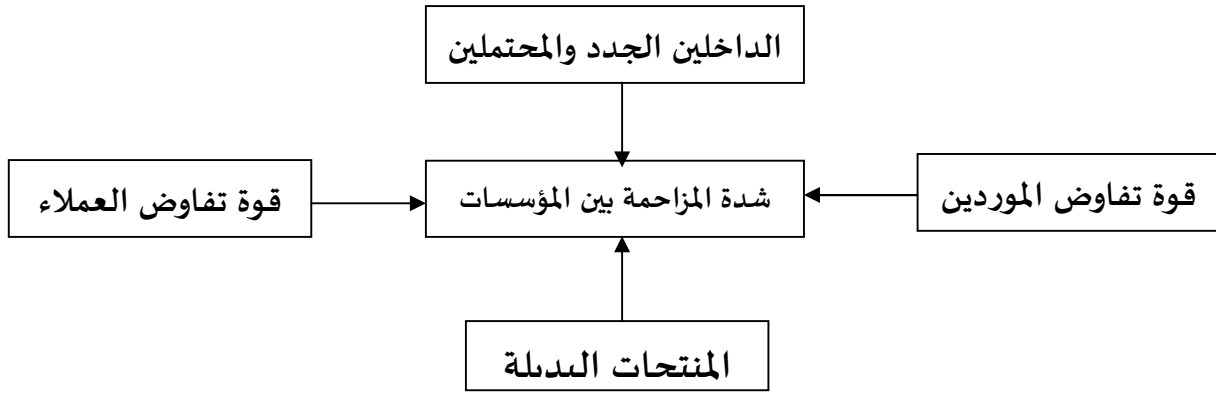 الداخلين الجدد والمحتملين
قوة تفاوض الموردين
شدة المزاحمة بين المؤسسات
قوة تفاوض العملاء
المنتجات البديلة